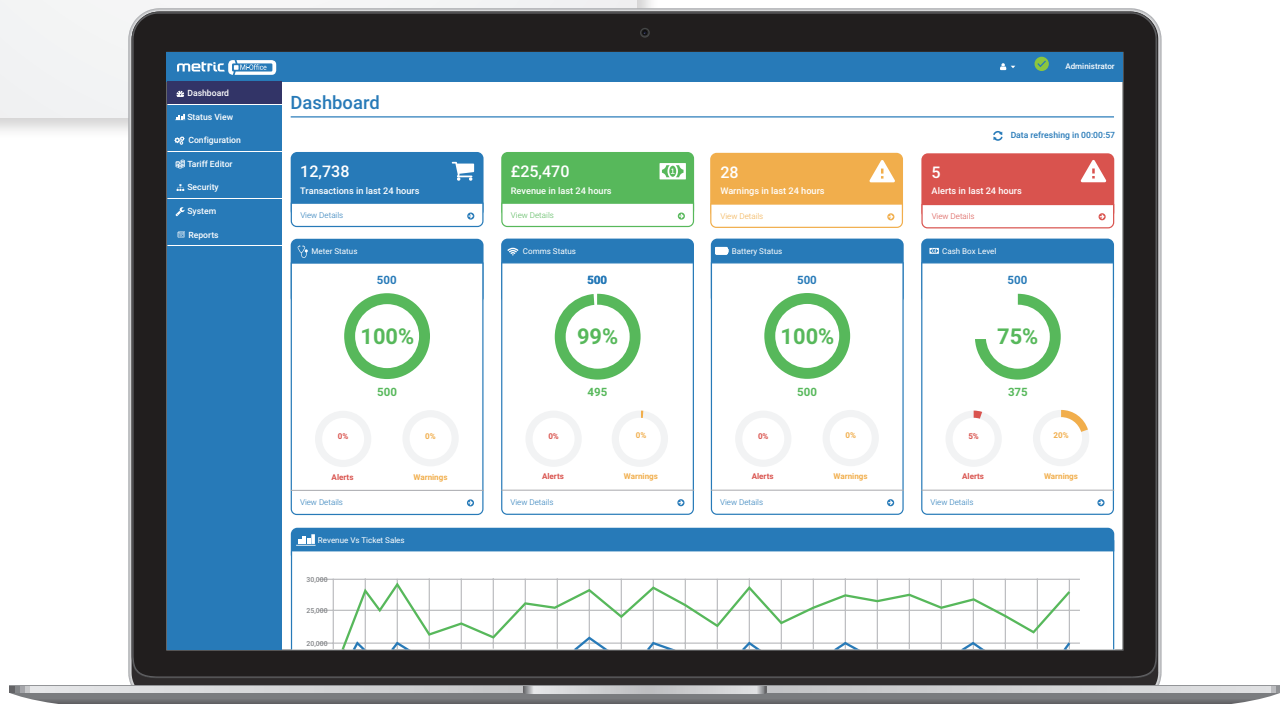 metric MHOffice
Administrator
Dashboard
Status View
Configuration
Tariff Editor
Security
System
Reports
Dashboard
Data refreshing in 00:00:57
12,738
Transactions in last 24 hours
View Details
£25,470
Revenue in last 24 hours
View Details
28
Warnings in last 24 hours
View Details
5
Alerts in last 24 hours
View Details
Meter Status
500
100%
500
0%
0%
Alerts
Warnings
View Details
Comms Status
500
99%
495
0%
0%
Alerts
Warnings
View Details
Battery Status
500
100%
500
0%
0%
Alerts
Warnings
View Details
Cash Box Level
500
75%
375
5%
20%
Alerts
Warnings
View Details
Revenue Vs Ticket Sales
30,000
25,000
20,000